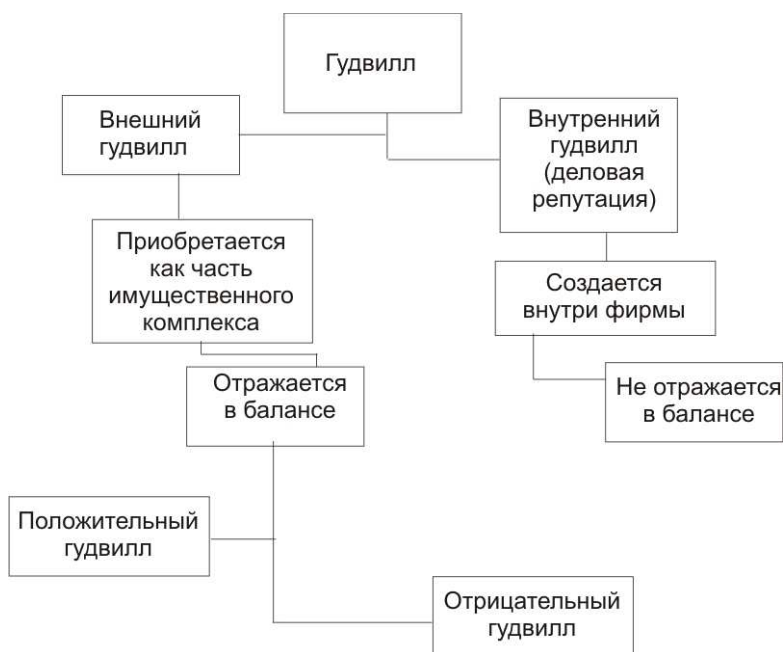 Гудвилл
Внешний
гудвилл
Внутренний
гудвилл
(деловая
репутация)
Приобретается
как часть
имущественного
комплекса
Создается
внутри фирмы
Отражается
в балансе
Не отражается
в балансе
Положительный
гудвилл
Отрицательный
гудвилл